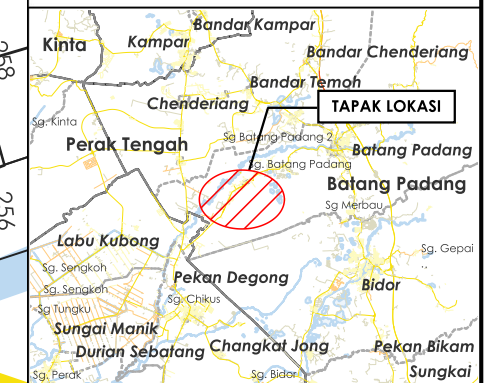 Bandar Kampar
Kinta
Kampar
Bandar Chenderiang
258
Bandar Temoh
Chenderiang
TAPAK LOKASI
Sg. Kinta
Sg Batang Padang 2
Perak Tengah
Batang Padang
Sg. Batang Padang
Batang Padang
256
Sg Merbau
Labu Kubong
Sg. Gepai
Sg. Sengkoh
Pekan Degong
Bidor
Sg. Sengkoh
Sg. Chikus
Sg Tungku
Sungai Manik
Changkat Jong
Pekan Bikam
Durian Sebatang
Sg. Perak
Sg. Bidor
Sungkai